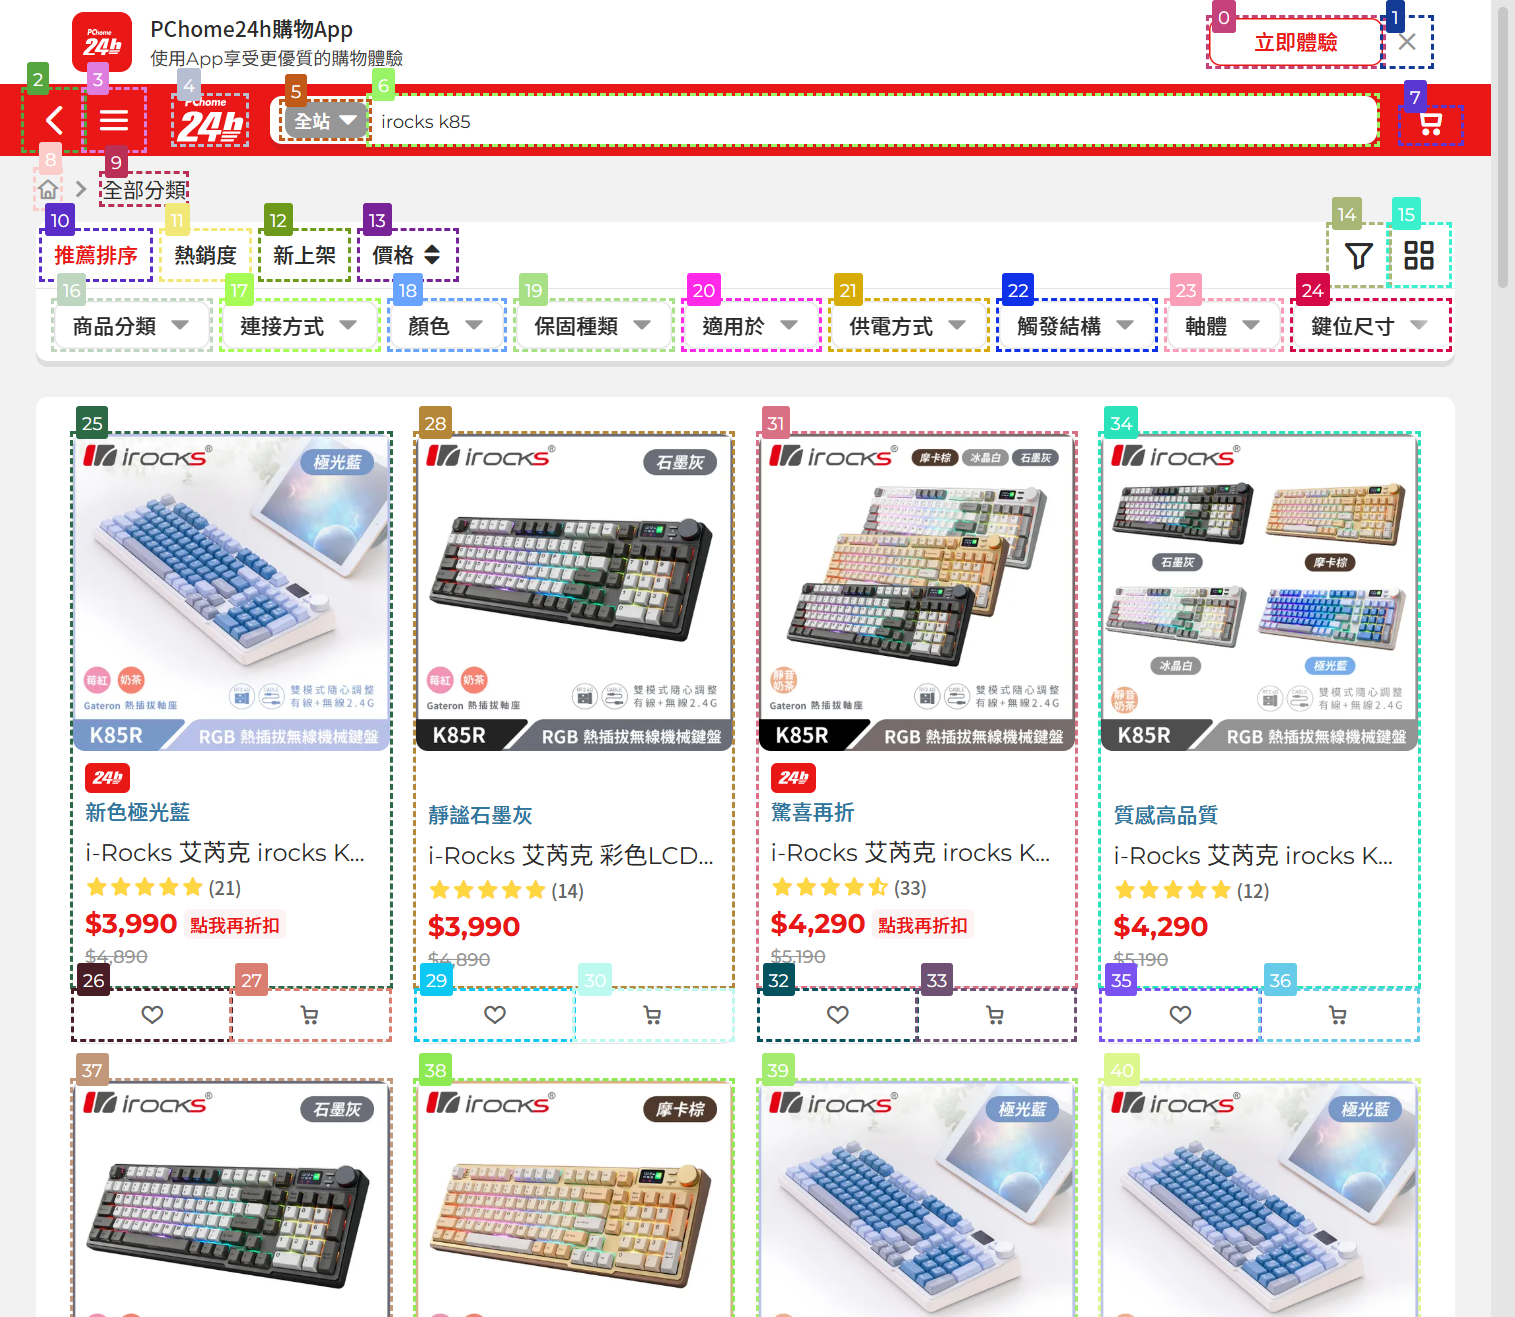 PChome24h購物App
使用App享受更優質的購物體驗
立即體驗
PChome
24h
全站
irocks k85
全部分類
推薦排序
熱銷度
新上架
價格
商品分類
連接方式
顏色
保固種類
適用於
供電方式
觸發結構
軸體
鍵位尺寸
0
1
2
3
4
5
6
7
8
9
10
11
12
13
14
15
16
17
18
19
20
21
22
23
24
25
irocks
極光藍
莓紅
奶茶
Gateron 熱插拔軸座
雙模式隨心調整
有線+無線2.4G
K85R
RGB 熱插拔無線機械鍵盤
24h
新色極光藍
i-Rocks 艾芮克 irocks K...
(21)
$3,990
點我再折扣
$4,890
26
27
28
irocks
石墨灰
莓紅
奶茶
Gateron 熱插拔軸座
雙模式隨心調整
有線+無線2.4G
K85R
RGB 熱插拔無線機械鍵盤
靜謐石墨灰
i-Rocks 艾芮克 彩色LCD...
(14)
$3,990
$4,890
29
30
31
irocks
摩卡棕
冰晶白
石墨灰
靜音
奶茶
Gateron 熱插拔軸座
雙模式隨心調整
有線+無線2.4G
K85R
RGB 熱插拔無線機械鍵盤
24h
驚喜再折
i-Rocks 艾芮克 irocks K...
(33)
$4,290
點我再折扣
$5,190
32
33
34
irocks
石墨灰
摩卡棕
冰晶白
極光藍
靜音
奶茶
雙模式隨心調整
有線+無線2.4G
K85R
RGB 熱插拔無線機械鍵盤
質感高品質
i-Rocks 艾芮克 irocks K...
(12)
$4,290
$5,190
35
36
37
irocks
石墨灰
38
irocks
摩卡棕
39
irocks
極光藍
40
irocks
極光藍